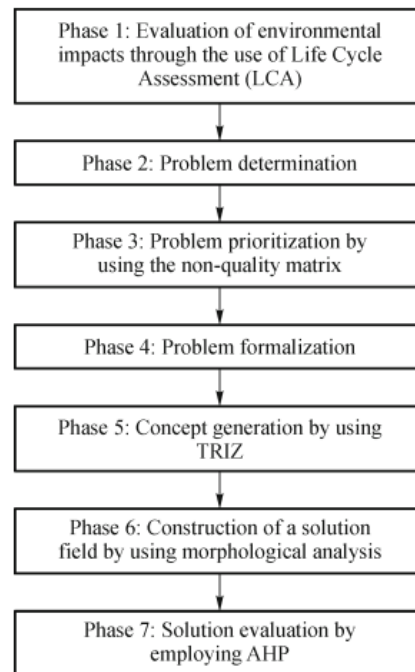 Phase 1: Evaluation of environmental
impacts through the use of Life Cycle
Assessment (LCA)
Phase 2: Problem determination
Phase 3: Problem prioritization by
using the non-quality matrix
Phase 4: Problem formalization
Phase 5: Concept generation by using
TRIZ
Phase 6: Construction of a solution
field by using morphological analysis
Phase 7: Solution evaluation by
employing AHP